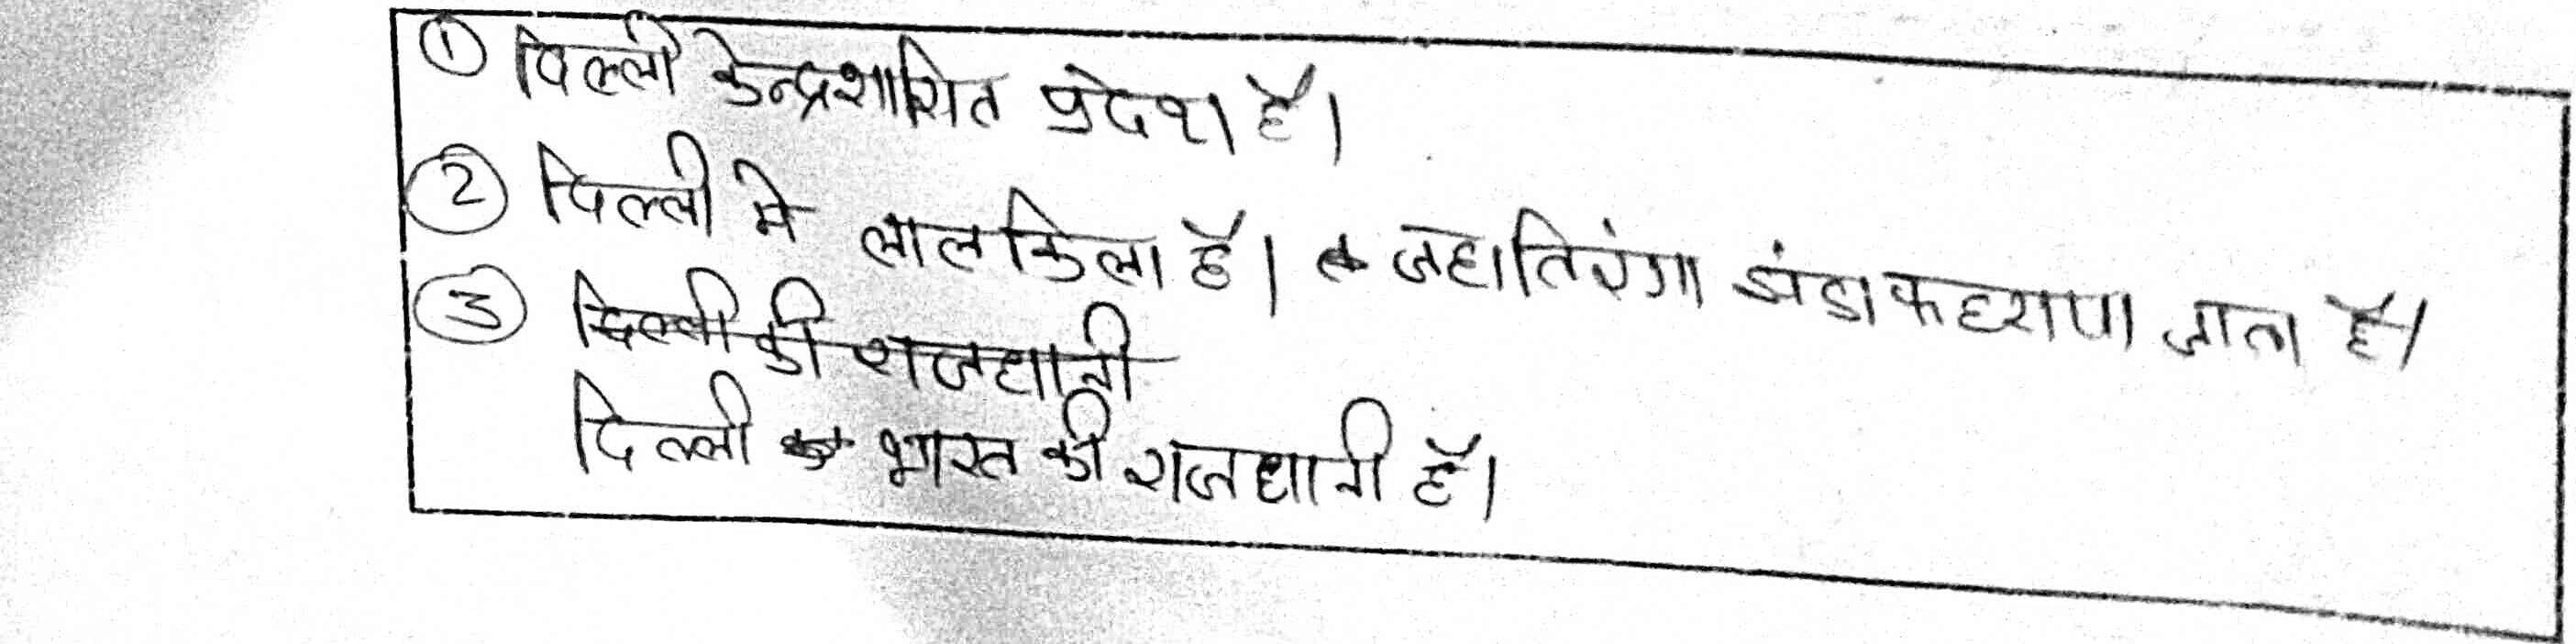 ① दिल्ली केन्द्रशासित प्रदेश है।
② दिल्ली मे लाल किला है। जहा तिरंगा झंडा फहराया जाता है।
③ दिल्ली की राजधानी
दिल्ली भारत की राजधानी है।